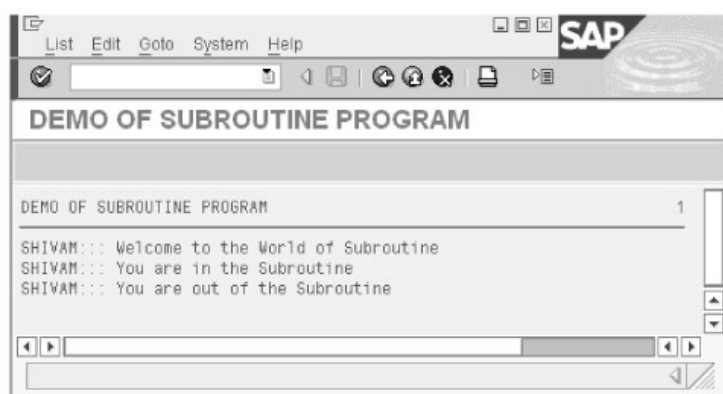 List Edit Goto System Help
SAP
DEMO OF SUBROUTINE PROGRAM
DEMO OF SUBROUTINE PROGRAM 1
SHIVAM::: Welcome to the World of Subroutine
SHIVAM::: You are in the Subroutine
SHIVAM::: You are out of the Subroutine